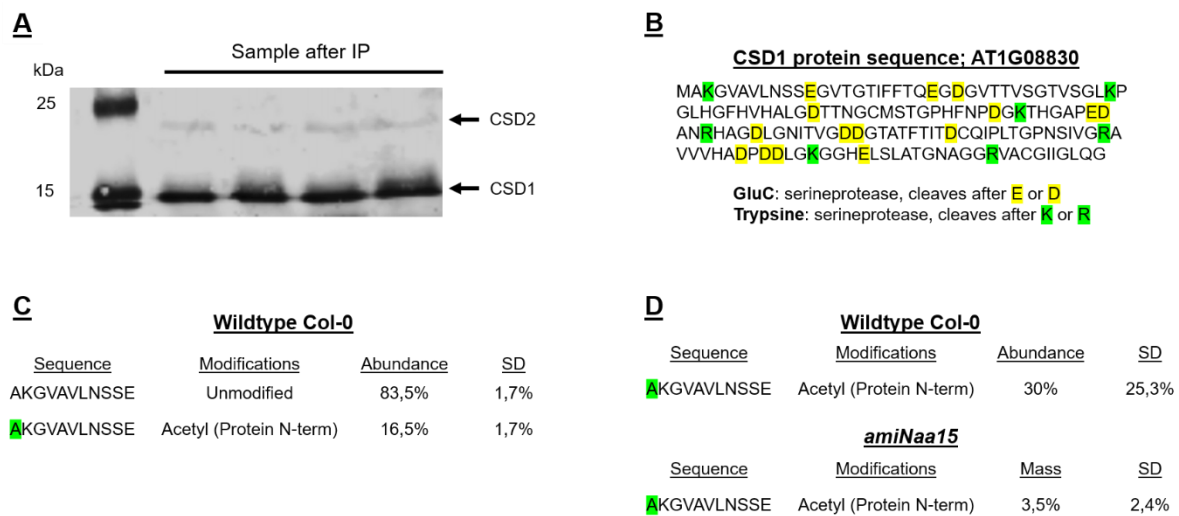 A
Sample after IP
kDa
25
CSD2
15
CSD1
B
CSD1 protein sequence; AT1G08830
MAKGVAVLNSSEGVTGTIFFTQEGDGVTTVSGTVSGLKP
GLHGFHVHALGDTTNGCMSTGPHFNPDGKTHGAPED
ANRHAGDLGNITVGDDGTATFTITDCQIPLTGPNSIVGRA
VVVHADPDDLGKGGHELSLATGNAGGRVACGIIGLQG
GluC: serineprotease, cleaves after E or D
Trypsine: serineprotease, cleaves after K or R
C
Wildtype Col-0
Sequence Modifications Abundance SD
AKGVAVLNSSE Unmodified 83,5% 1,7%
AKGVAVLNSSE Acetyl (Protein N-term) 16,5% 1,7%
D
Wildtype Col-0
Sequence Modifications Abundance SD
AKGVAVLNSSE Acetyl (Protein N-term) 30% 25,3%
amiNaa15
Sequence Modifications Mass SD
AKGVAVLNSSE Acetyl (Protein N-term) 3,5% 2,4%